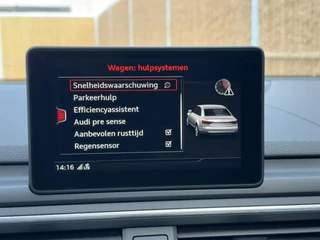 Wagen: hulpsystemen
Snelheidswaarschuwing
Parkeerhulp
Efficiencyassistent
Audi pre sense
Aanbevolen rusttijd
Regensensor
14:16